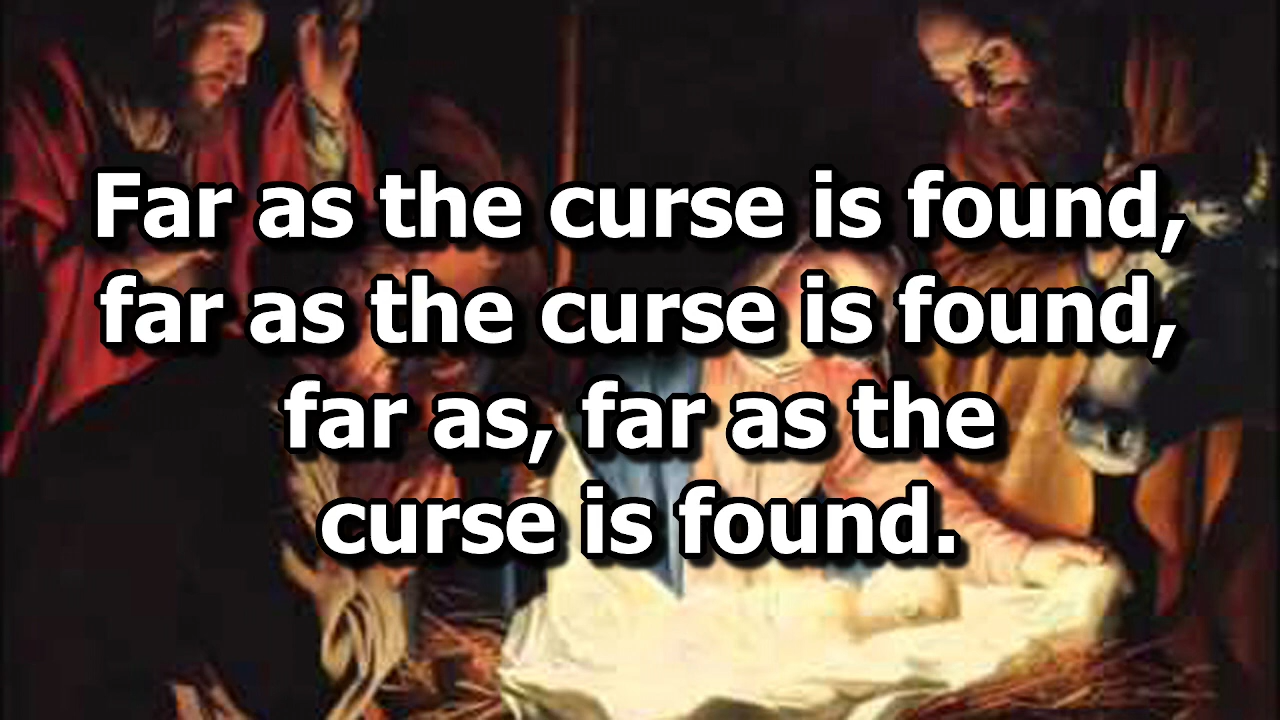 Far as the curse is found,
far as the curse is found,
far as, far as the
curse is found.